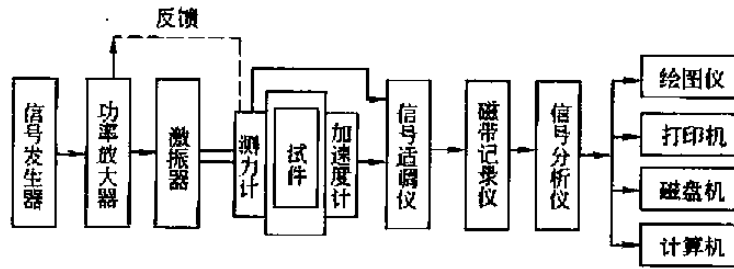 反馈
信号发生器
功率放大器
激振器
测力计
试件
加速度计
信号适调仪
磁带记录仪
信号分析仪
绘图仪
打印机
磁盘机
计算机